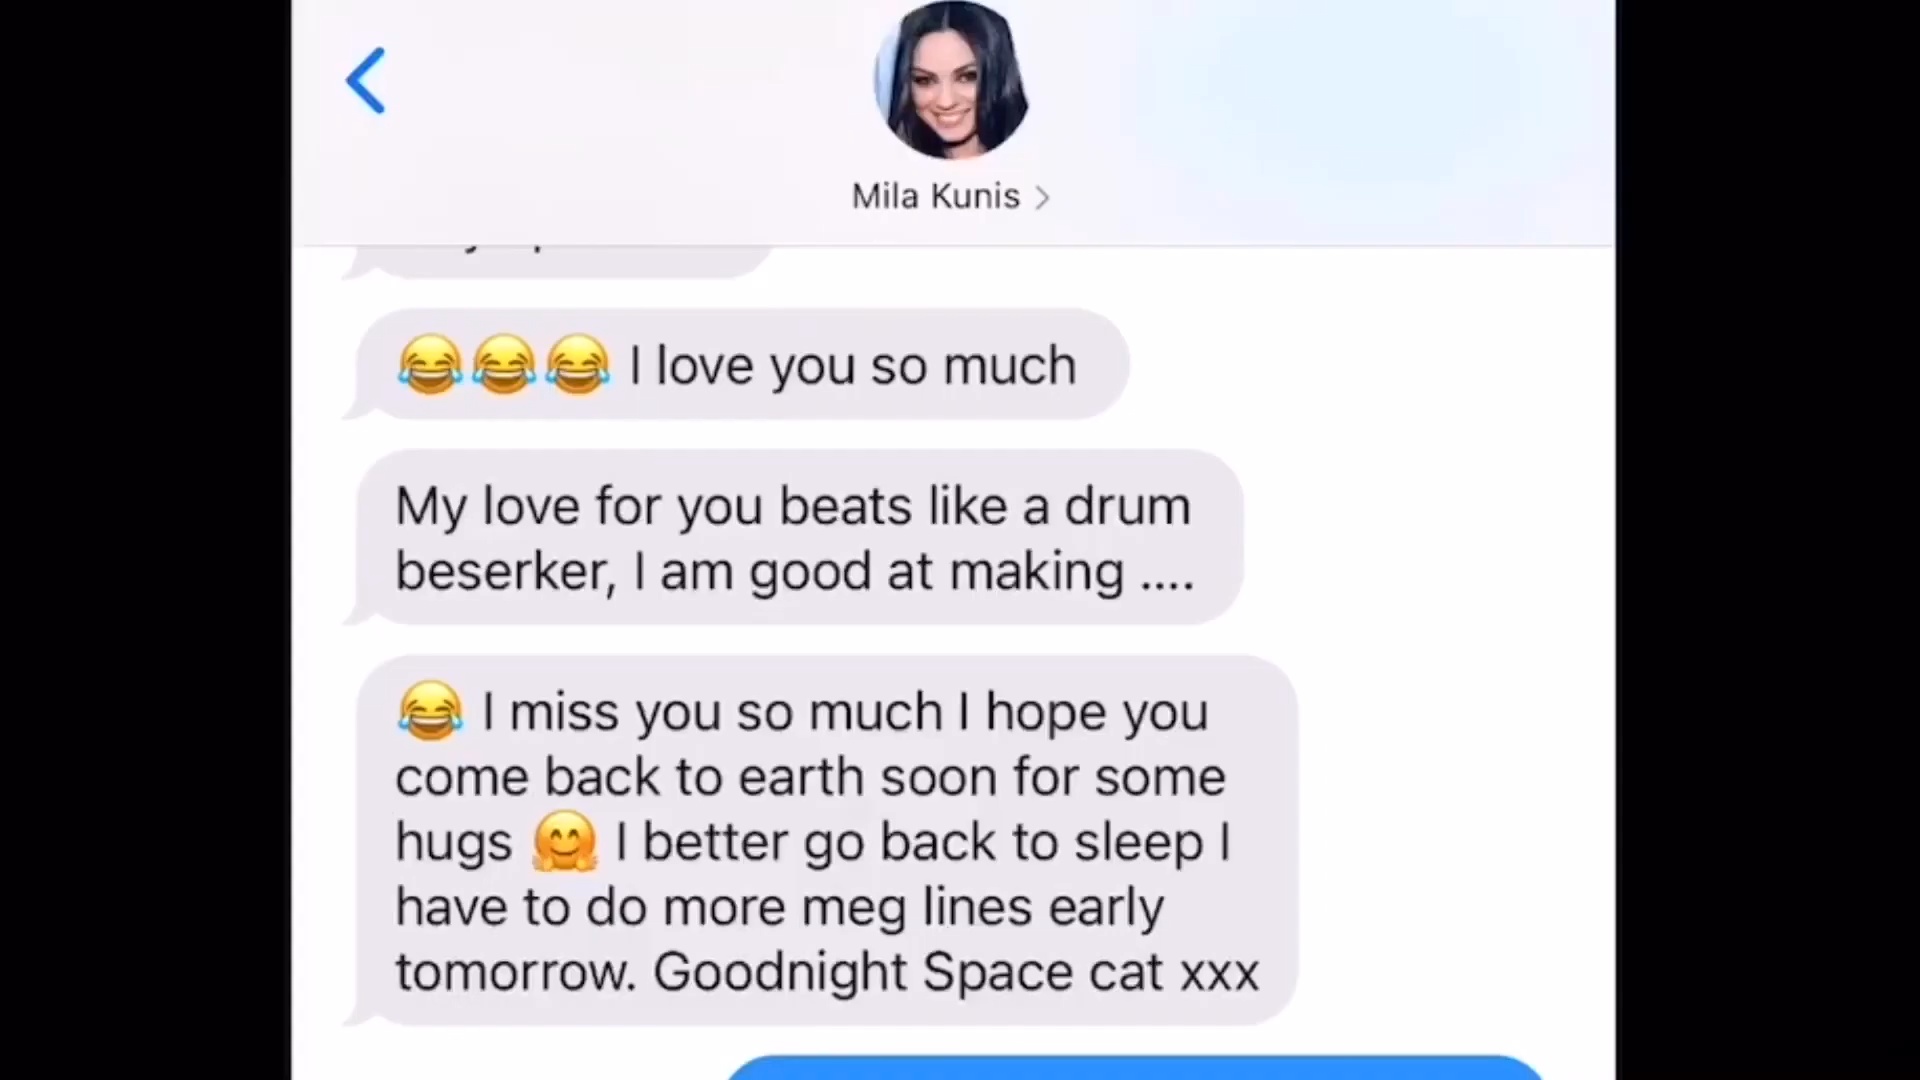 Mila Kunis
😂😂😂 I love you so much
My love for you beats like a drum
beserker, I am good at making ....
😂 I miss you so much I hope you
come back to earth soon for some
hugs 🤗 I better go back to sleep I
have to do more meg lines early
tomorrow. Goodnight Space cat xxx